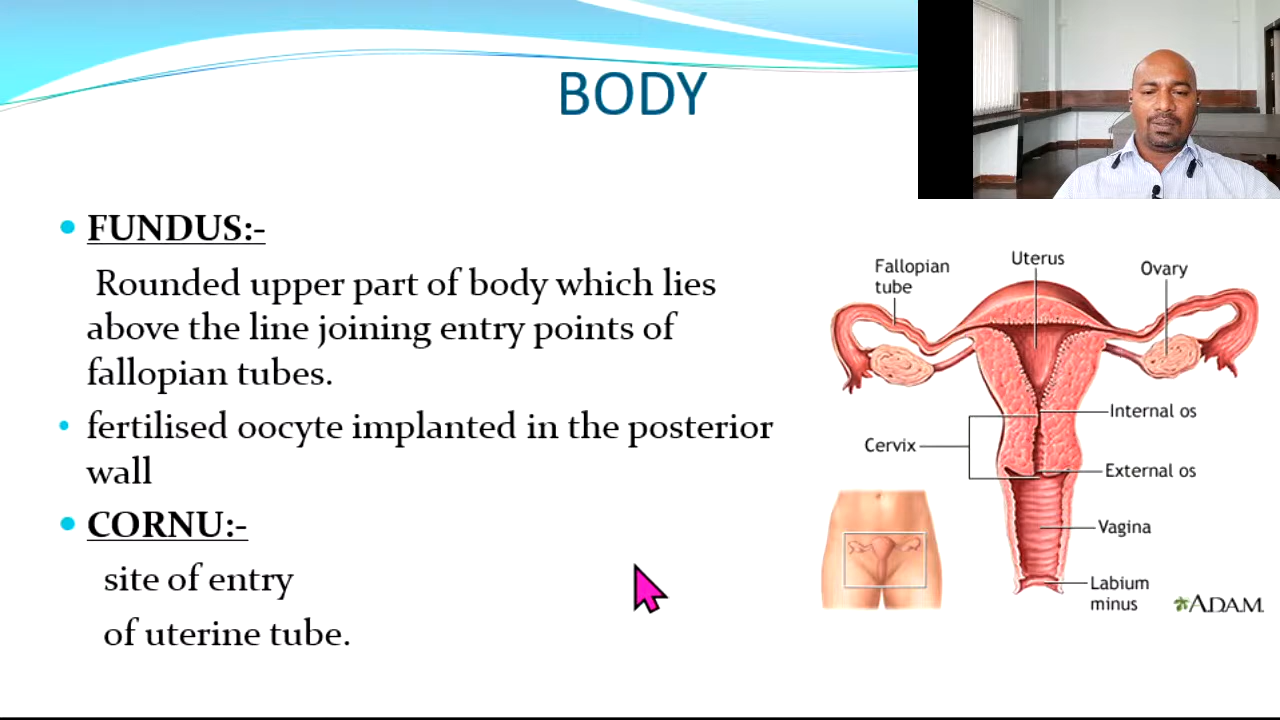 BODY
FUNDUS:-
Rounded upper part of body which lies
above the line joining entry points of
fallopian tubes.
fertilised oocyte implanted in the posterior
wall
CORNU:-
site of entry
of uterine tube.
Fallopian
tube
Uterus
Ovary
Internal os
Cervix
External os
Vagina
Labium
minus
ADAM.